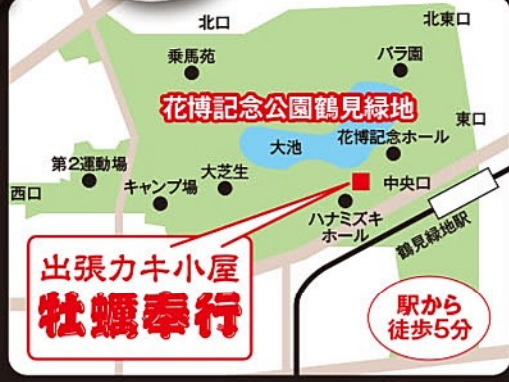 北口
北東口
乗馬苑
バラ園
花博記念公園鶴見緑地
東口
大池
花博記念ホール
第2運動場
大芝生
キャンプ場
中央口
西口
ハナミズキ
ホール
鶴見緑地駅
出張カキ小屋
牡蠣奉行
駅から
徒歩5分